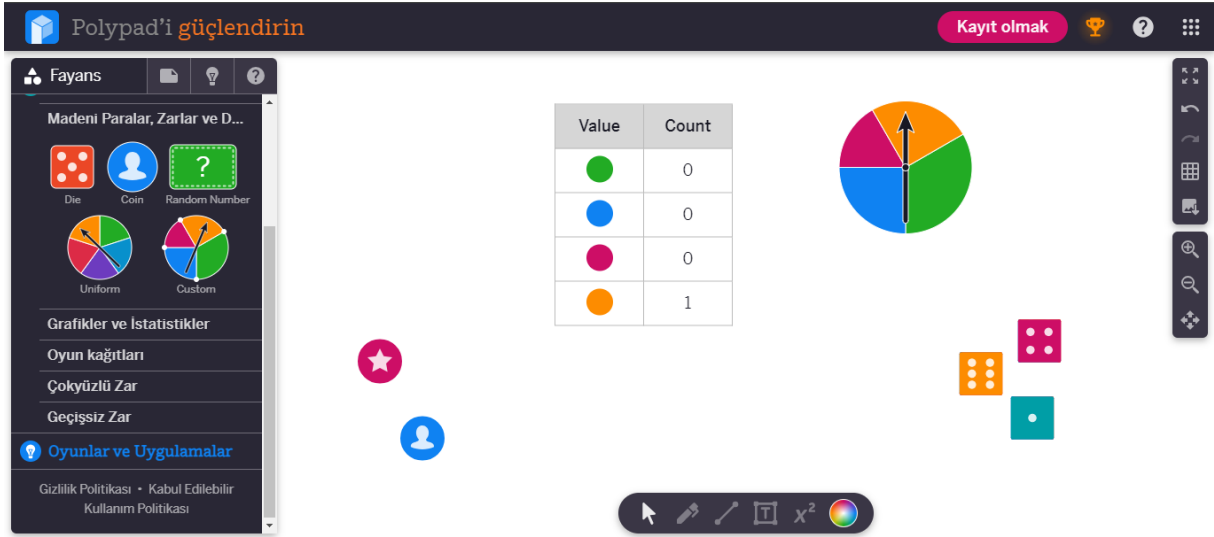 Polypad’i güçlendirin
Kayıt olmak
Fayans
Madeni Paralar, Zarlar ve D...
?
Die
Coin
Random Number
Uniform
Custom
Grafikler ve İstatistikler
Oyun kağıtları
Çokyüzlü Zar
Geçişsiz Zar
Oyunlar ve Uygulamalar
Gizlilik Politikası • Kabul Edilebilir
Kullanım Politikası
Value Count
0
0
0
1
T x²